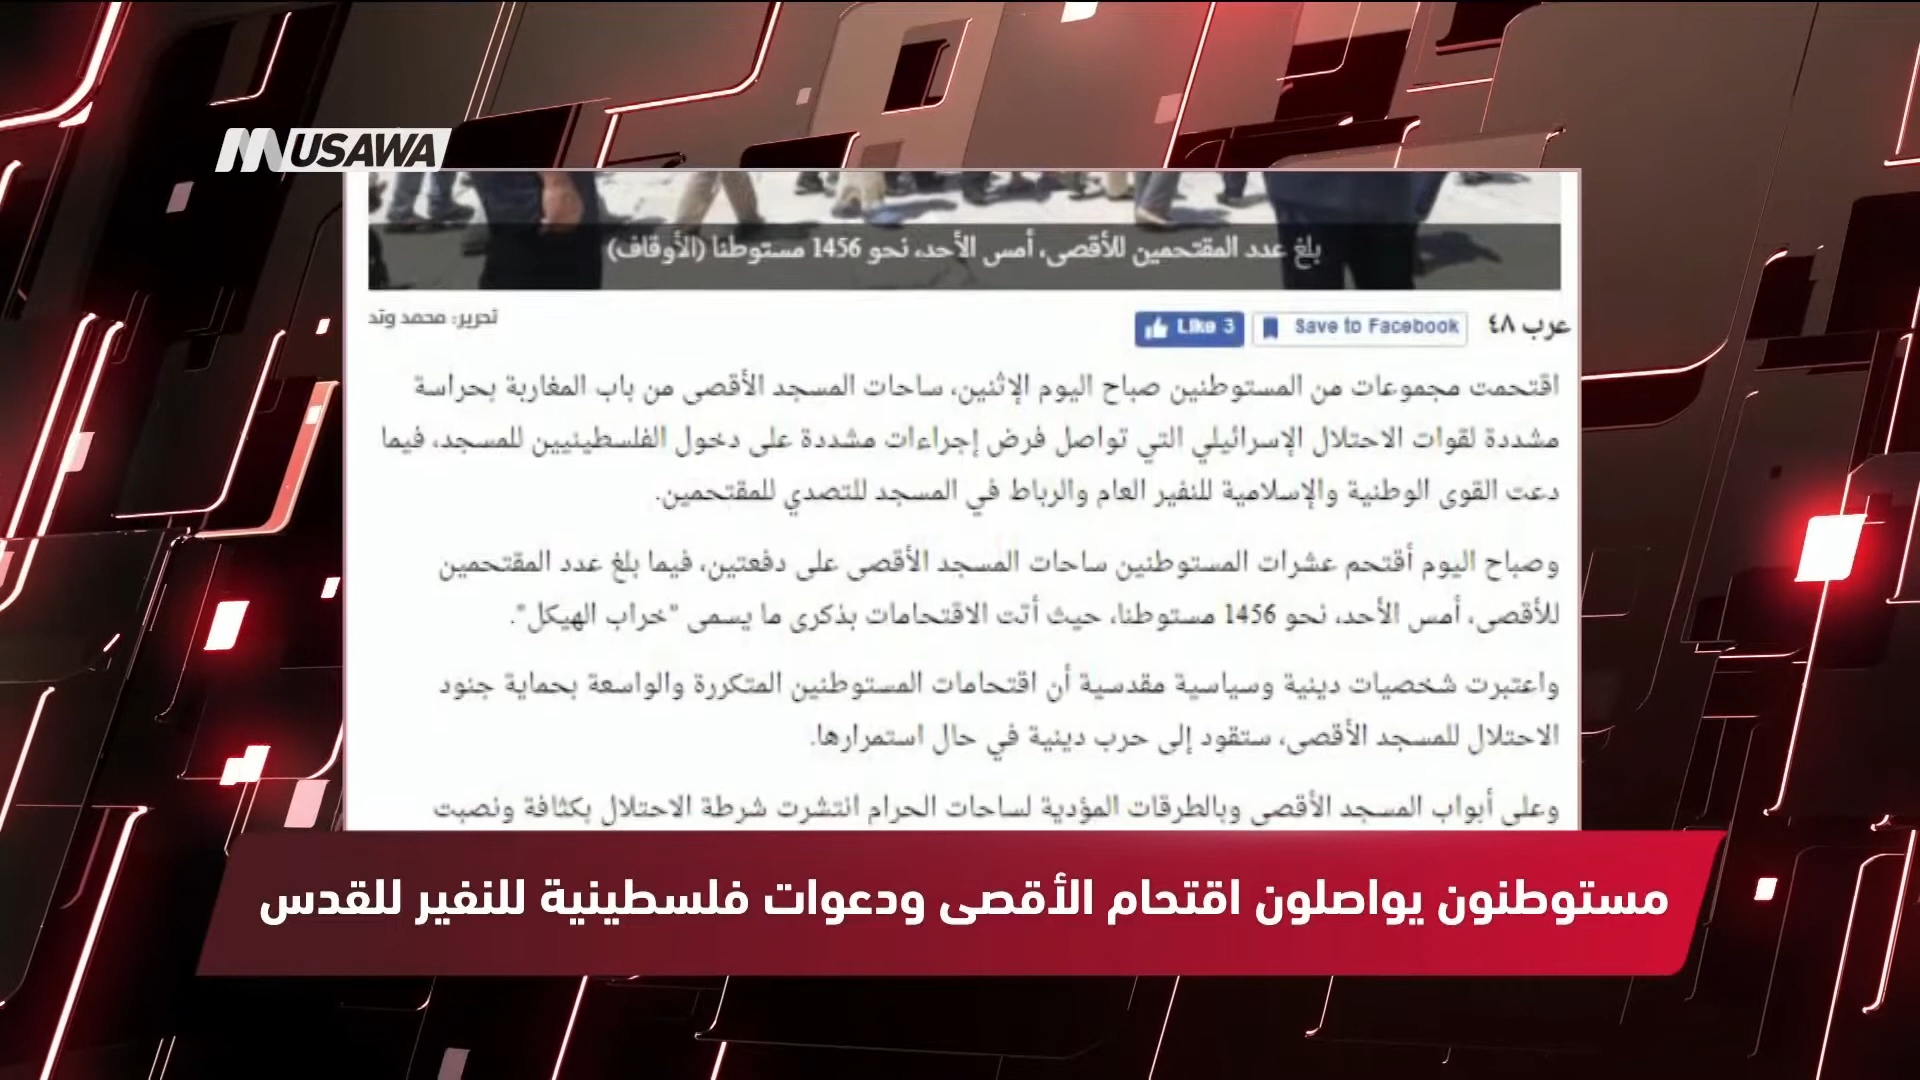 MUSAWA
بلغ عدد المقتحمين للأقصى، أمس الأحد، نحو 1456 مستوطنا (الأوقاف)
عرب ٤٨
Save to Facebook
Like 3
تحرير: محمد وتد
اقتحمت مجموعات من المستوطنين صباح اليوم الإثنين، ساحات المسجد الأقصى من باب المغاربة بحراسة
مشددة لقوات الاحتلال الإسرائيلي التي تواصل فرض إجراءات مشددة على دخول الفلسطينيين للمسجد، فيما
دعت القوى الوطنية والإسلامية للنفير العام والرباط في المسجد للتصدي للمقتحمين.
وصباح اليوم أقتحم عشرات المستوطنين ساحات المسجد الأقصى على دفعتين، فيما بلغ عدد المقتحمين
للأقصى، أمس الأحد، نحو 1456 مستوطنا، حيث أتت الاقتحامات بذكرى ما يسمى "خراب الهيكل".
واعتبرت شخصيات دينية وسياسية مقدسية أن اقتحامات المستوطنين المتكررة والواسعة بحماية جنود
الاحتلال للمسجد الأقصى، ستقود إلى حرب دينية في حال استمرارها.
وعلى أبواب المسجد الأقصى وبالطرقات المؤدية لساحات الحرام انتشرت شرطة الاحتلال بكثافة ونصبت
مستوطنون يواصلون اقتحام الأقصى ودعوات فلسطينية للنفير للقدس